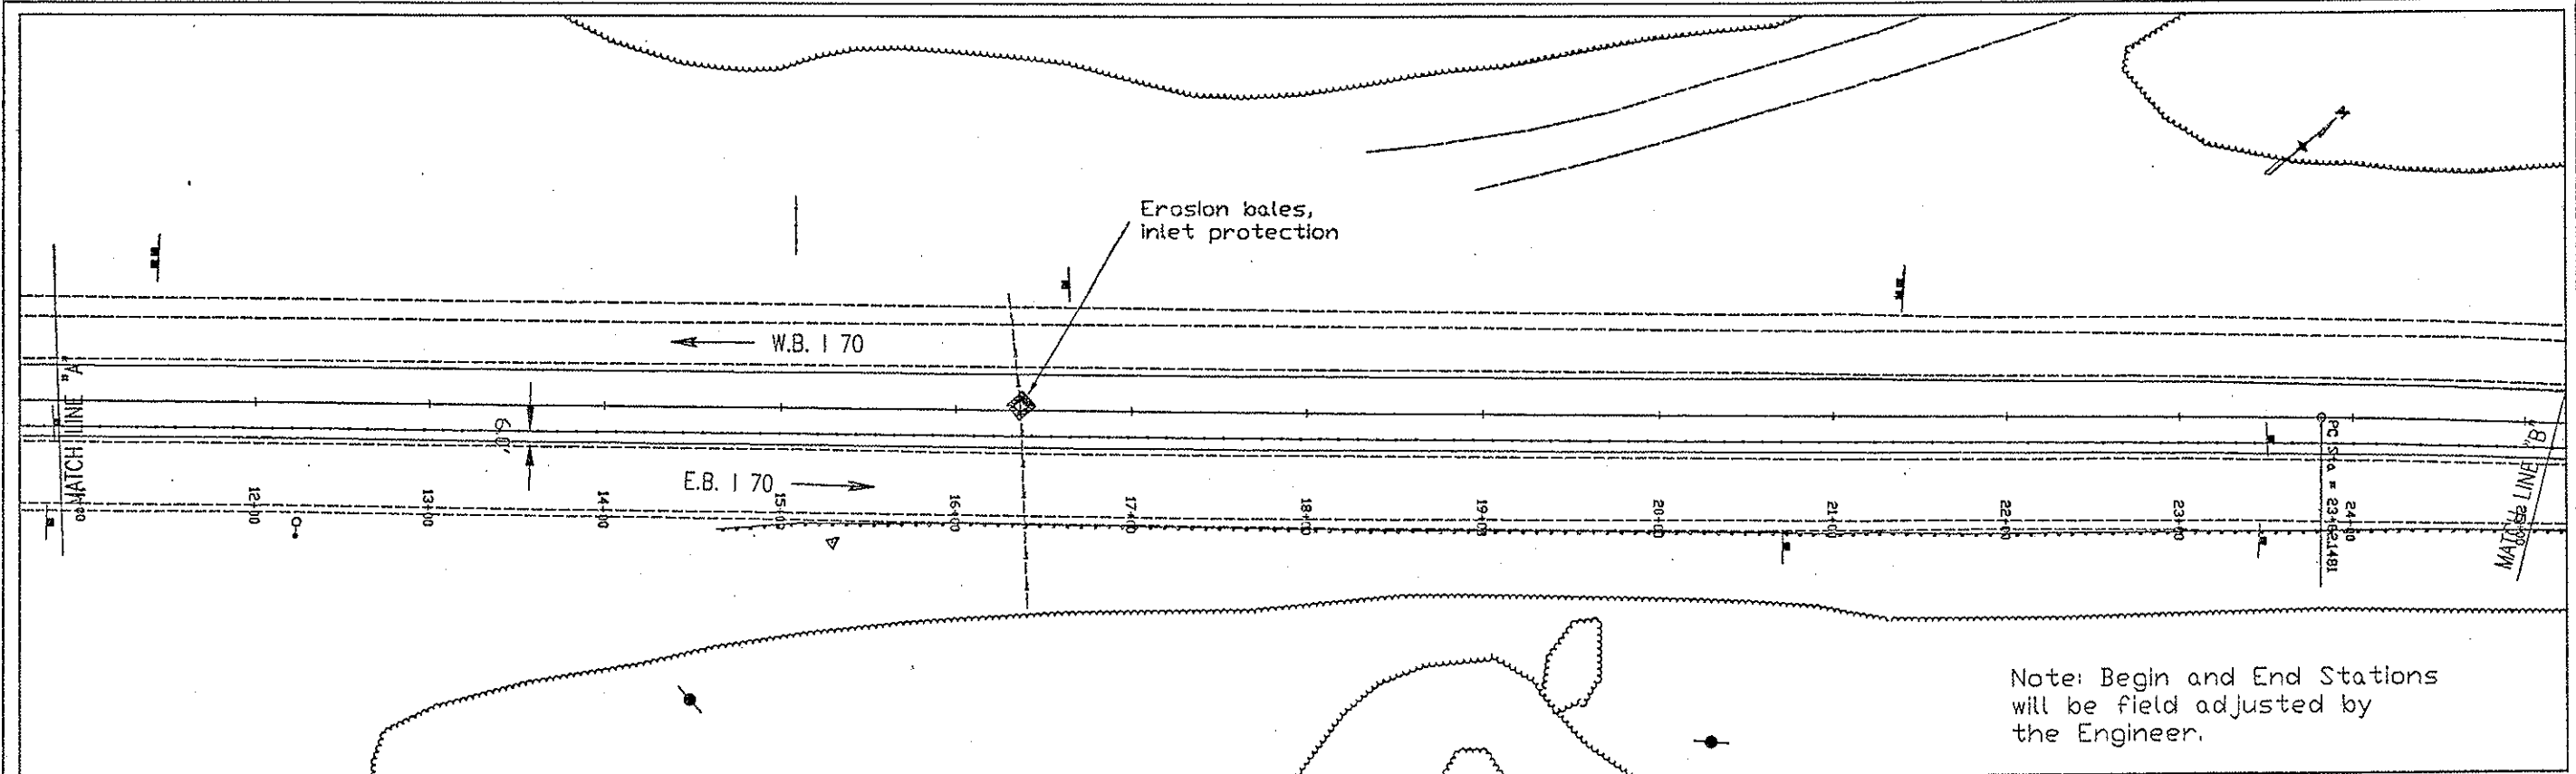 Erosion bales,
inlet protection
W.B. I 70
MATCH LINE "A"
6.0'
E.B. I 70
12+00
13+00
14+00
15+00
16+00
17+00
18+00
19+00
20+00
21+00
22+00
23+00
24+00
PC Sta =
MATCH LINE "B"
N
Note: Begin and End Stations
will be field adjusted by
the Engineer.